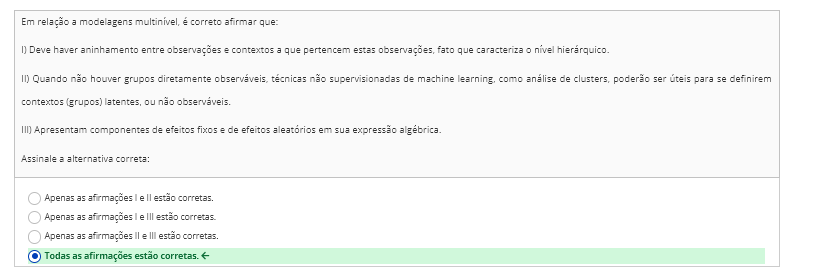 Em relação a modelagens multinível, é correto afirmar que:
I) Deve haver aninhamento entre observações e contextos a que pertencem estas observações, fato que caracteriza o nível hierárquico.
II) Quando não houver grupos diretamente observáveis, técnicas não supervisionadas de machine learning, como análise de clusters, poderão ser úteis para se definirem
contextos (grupos) latentes, ou não observáveis.
III) Apresentam componentes de efeitos fixos e de efeitos aleatórios em sua expressão algébrica.
Assinale a alternativa correta:
Apenas as afirmações I e II estão corretas.
Apenas as afirmações I e III estão corretas.
Apenas as afirmações II e III estão corretas.
Todas as afirmações estão corretas. ←